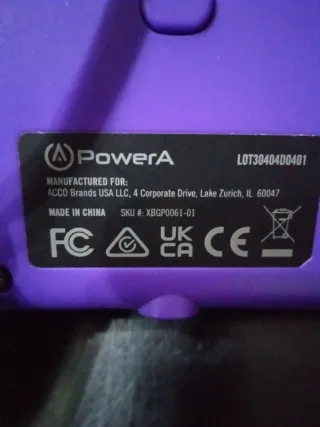 PowerA LOT30404D0401
MANUFACTURED FOR:
ACCO Brands USA LLC, 4 Corporate Drive, Lake Zurich, IL 60047
MADE IN CHINA SKU #: XBGP0061-01
FC UK CA CE